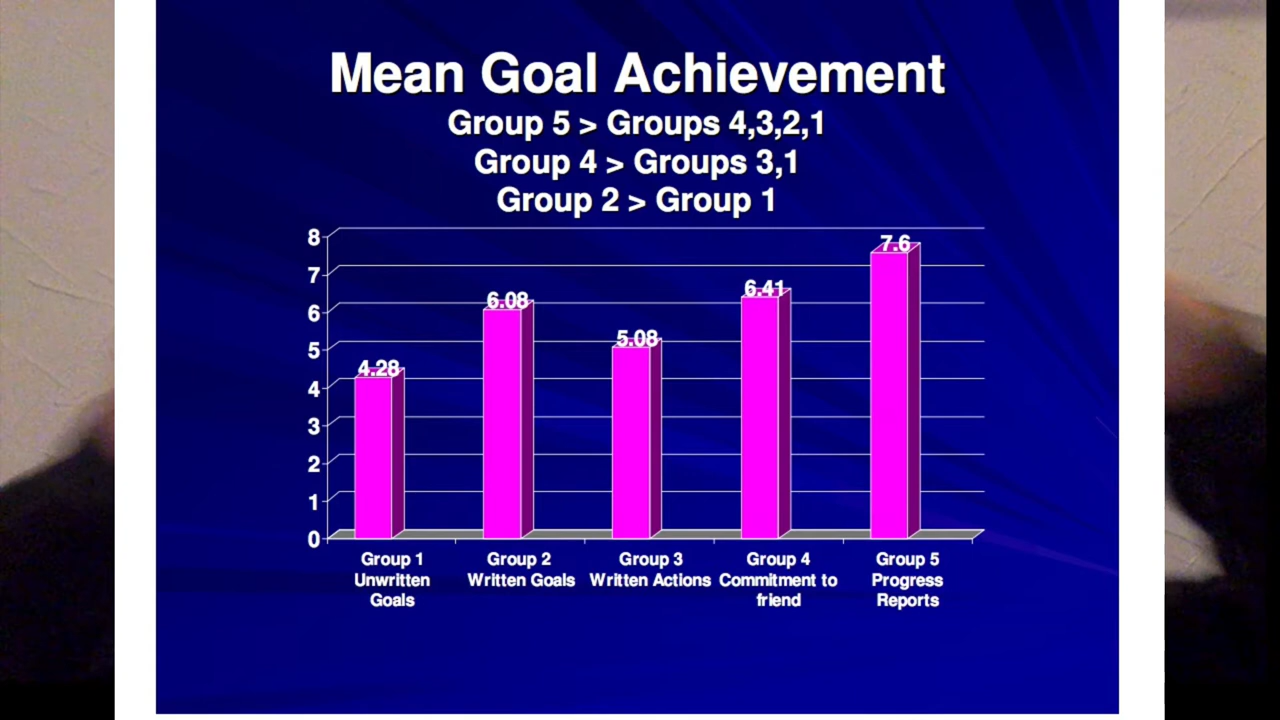 Mean Goal Achievement
Group 5 > Groups 4,3,2,1
Group 4 > Groups 3,1
Group 2 > Group 1
8
7
6
5
4
3
2
1
0
4.28
6.08
5.08
6.41
7.6
Group 1
Unwritten
Goals
Group 2
Written Goals
Group 3
Written Actions
Group 4
Commitment to
friend
Group 5
Progress
Reports